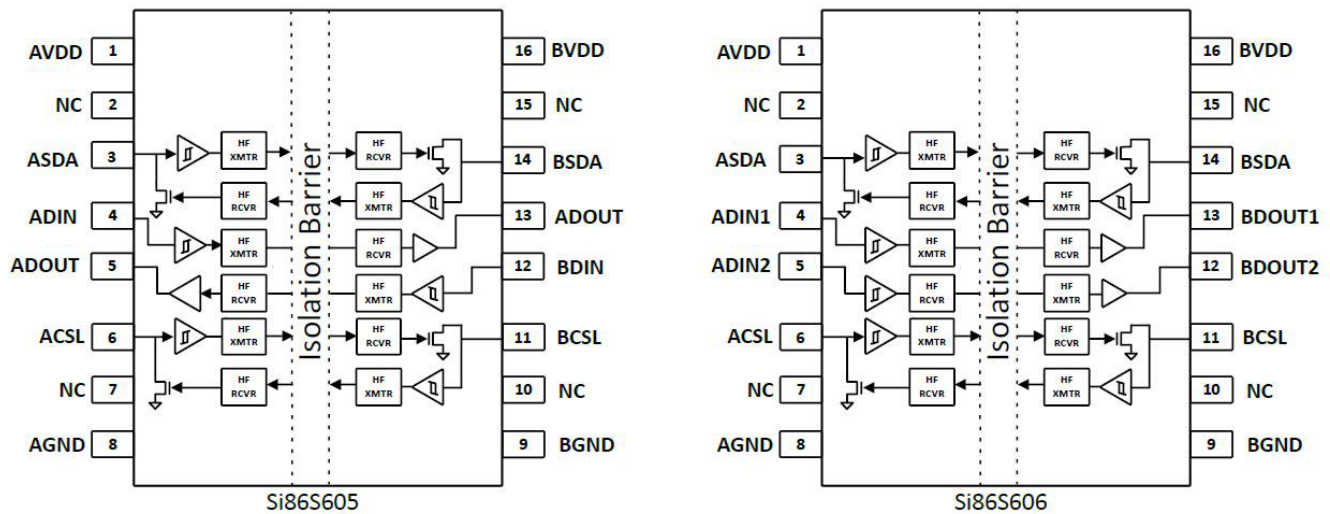 AVDD 1 16 BVDD
NC 2 15 NC
HF XMTR HF RCVR
ASDA 3 14 BSDA
HF RCVR HF XMTR
ADIN 4 13 ADOUT
HF XMTR HF RCVR
ADOUT 5 12 BDIN
HF RCVR HF XMTR
ACSL 6 11 BCSL
HF XMTR HF RCVR
NC 7 10 NC
HF RCVR HF XMTR
AGND 8 9 BGND
Isolation Barrier
Si86S605
AVDD 1 16 BVDD
NC 2 15 NC
HF XMTR HF RCVR
ASDA 3 14 BSDA
HF RCVR HF XMTR
ADIN1 4 13 BDOUT1
HF XMTR HF RCVR
ADIN2 5 12 BDOUT2
HF RCVR HF XMTR
ACSL 6 11 BCSL
HF XMTR HF RCVR
NC 7 10 NC
HF RCVR HF XMTR
AGND 8 9 BGND
Isolation Barrier
Si86S606